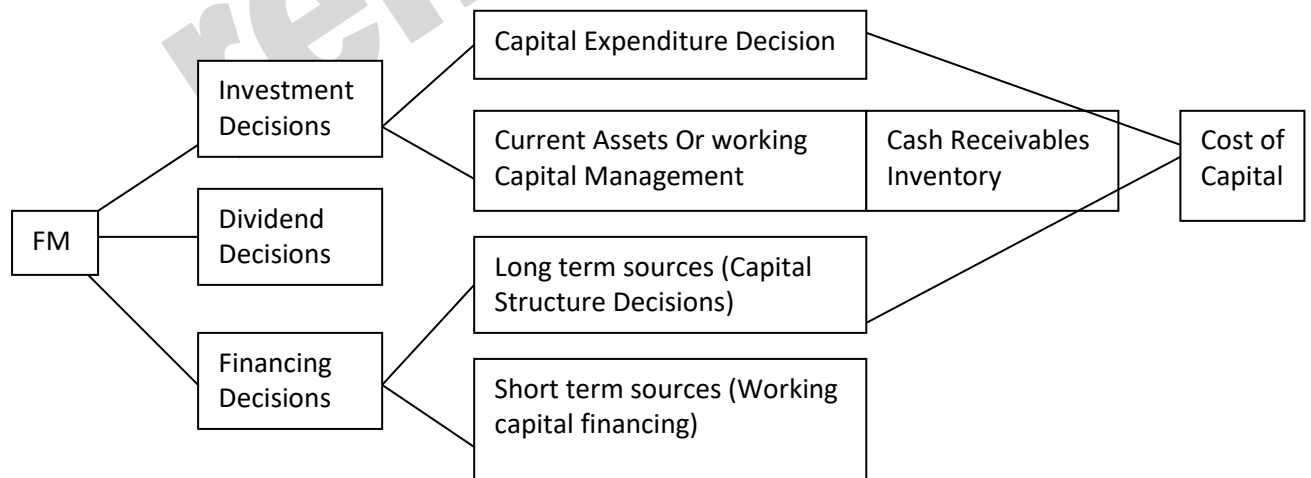 Capital Expenditure Decision
Investment
Decisions
Current Assets Or working
Capital Management
Cash Receivables
Inventory
Cost of
Capital
FM
Dividend
Decisions
Long term sources (Capital
Structure Decisions)
Financing
Decisions
Short term sources (Working
capital financing)